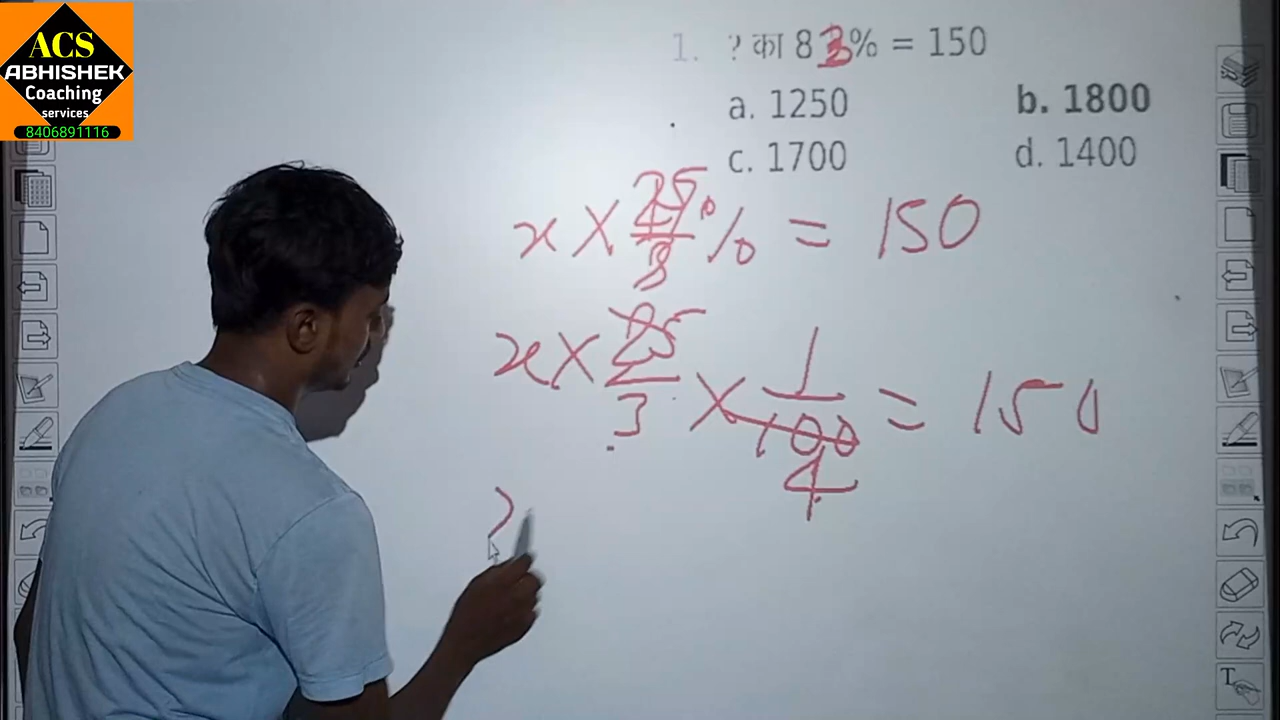 ACS
ABHISHEK
Coaching
services
8406891116
1. ? का 8 % = 150
a. 1250 b. 1800
c. 1700 d. 1400
x × 25/3 % = 150
x × 25/3 × 1/100 = 150
4